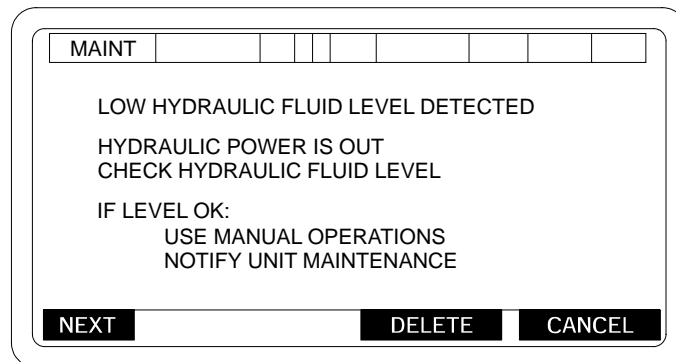 MAINT
LOW HYDRAULIC FLUID LEVEL DETECTED
HYDRAULIC POWER IS OUT
CHECK HYDRAULIC FLUID LEVEL
IF LEVEL OK:
USE MANUAL OPERATIONS
NOTIFY UNIT MAINTENANCE
NEXT DELETE CANCEL